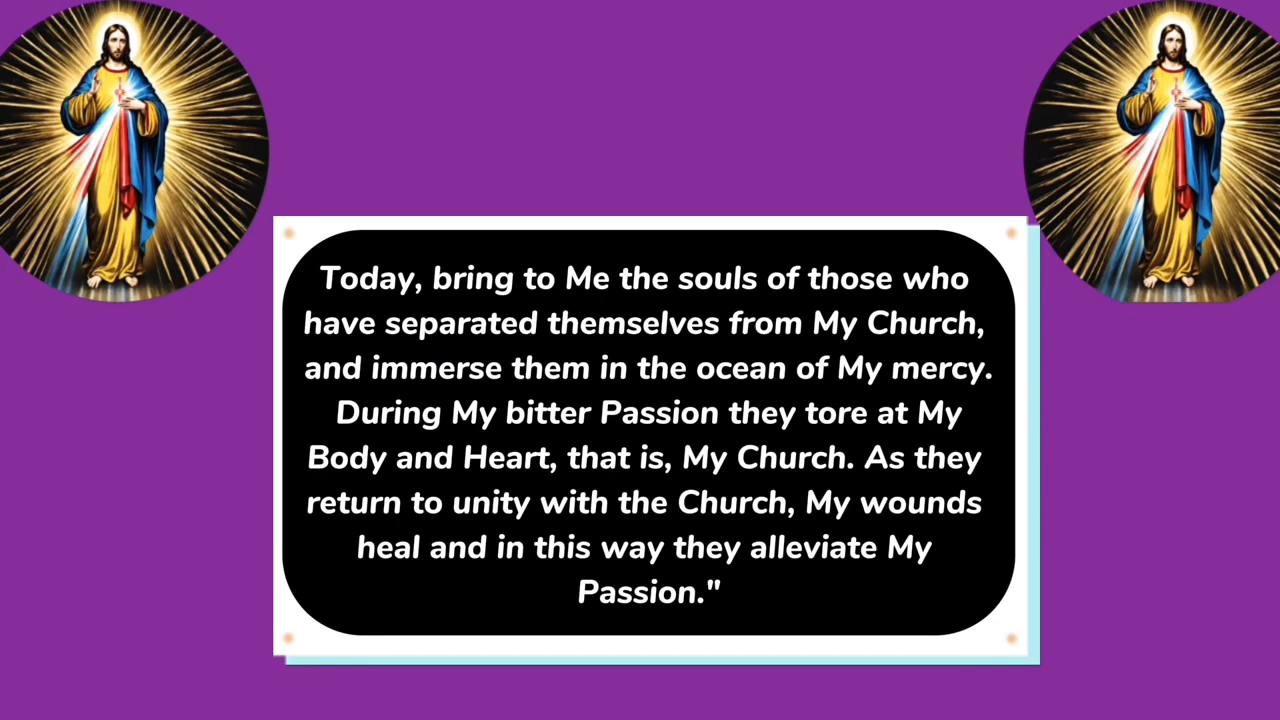 Today, bring to Me the souls of those who
have separated themselves from My Church,
and immerse them in the ocean of My mercy.
During My bitter Passion they tore at My
Body and Heart, that is, My Church. As they
return to unity with the Church, My wounds
heal and in this way they alleviate My
Passion."